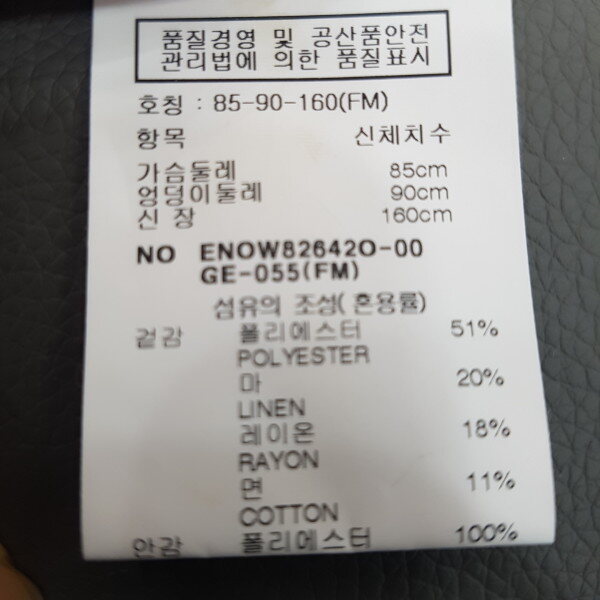 품질경영 및 공산품안전
관리법에 의한 품질표시
호칭 : 85-90-160(FM)
항목 신체치수
가슴둘레 85cm
엉덩이둘레 90cm
신 장 160cm
NO ENOW82642O-00
GE-055(FM)
섬유의 조성( 혼용률)
겉감 폴리에스터 51%
POLYESTER
마 20%
LINEN
레이온 18%
RAYON
면 11%
COTTON
안감 폴리에스터 100%